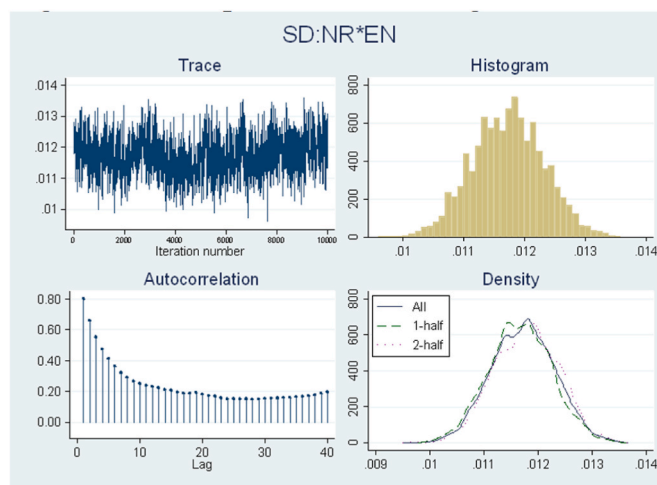 SD:NR*EN
Trace
.014
.013
.012
.011
.01
0 2000 4000 6000 8000 10000
Iteration number
Histogram
800
600
400
200
0
.01 .011 .012 .013 .014
Autocorrelation
0.80
0.60
0.40
0.20
0.00
0 10 20 30 40
Lag
Density
800
600
400
200
0
All
1-half
2-half
.009 .01 .011 .012 .013 .014